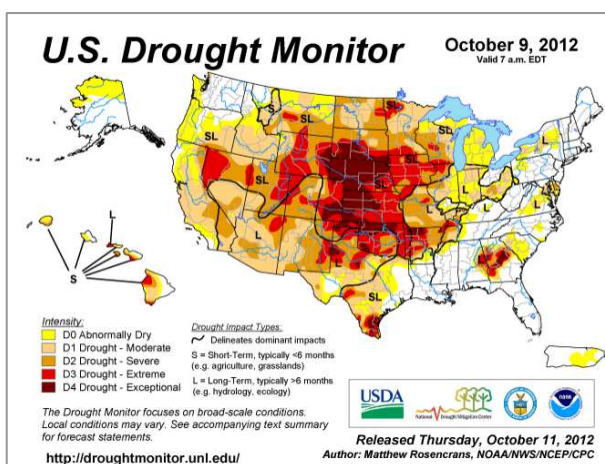 U.S. Drought Monitor
October 9, 2012
Valid 7 a.m. EDT
S
SL
SL
SL
SL
SL
SL
L
L
L
L
L
SL
L
S
Intensity:
D0 Abnormally Dry
D1 Drought - Moderate
D2 Drought - Severe
D3 Drought - Extreme
D4 Drought - Exceptional
Drought Impact Types:
Delineates dominant impacts
S = Short-Term, typically <6 months
(e.g. agriculture, grasslands)
L = Long-Term, typically >6 months
(e.g. hydrology, ecology)
The Drought Monitor focuses on broad-scale conditions.
Local conditions may vary. See accompanying text summary
for forecast statements.
http://droughtmonitor.unl.edu/
USDA
National Drought Mitigation Center
Released Thursday, October 11, 2012
Author: Matthew Rosencrans, NOAA/NWS/NCEP/CPC